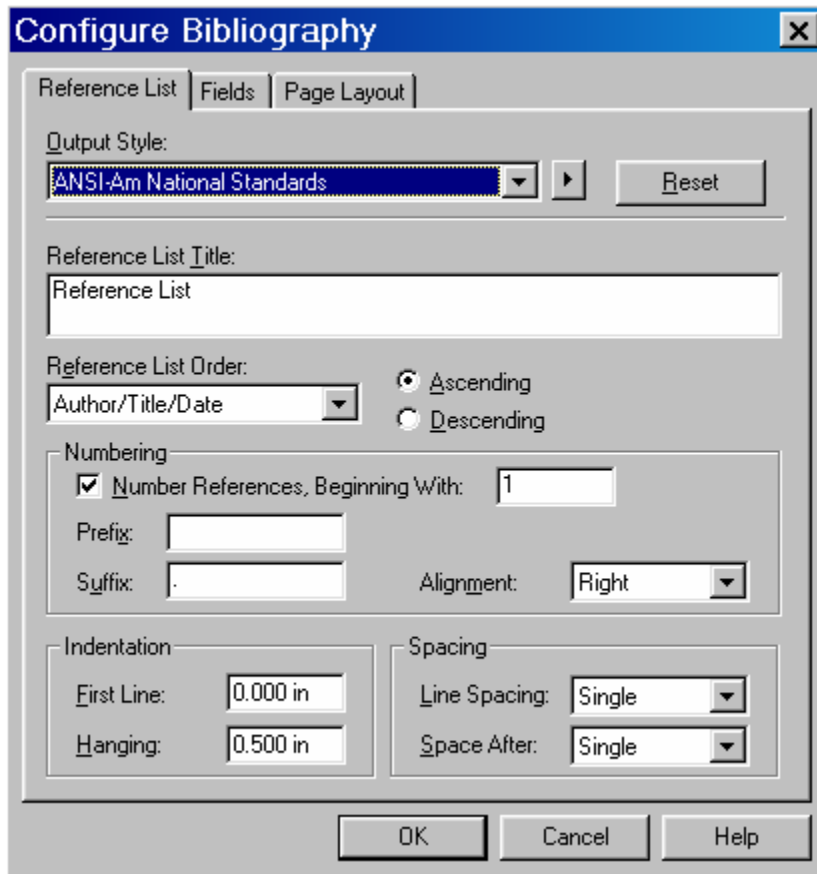 Configure Bibliography
Reference List Fields Page Layout
Output Style:
ANSI-Am National Standards
Reset
Reference List Title:
Reference List
Reference List Order:
Author/Title/Date
Ascending
Descending
Numbering
Number References, Beginning With: 1
Prefix:
Suffix: .
Alignment: Right
Indentation
First Line: 0.000 in
Hanging: 0.500 in
Spacing
Line Spacing: Single
Space After: Single
OK Cancel Help